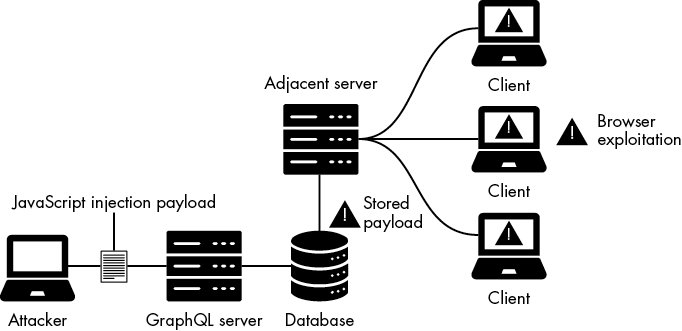 Client
Adjacent server
Browser
exploitation
Client
JavaScript injection payload
Stored
payload
Client
Attacker
GraphQL server
Database